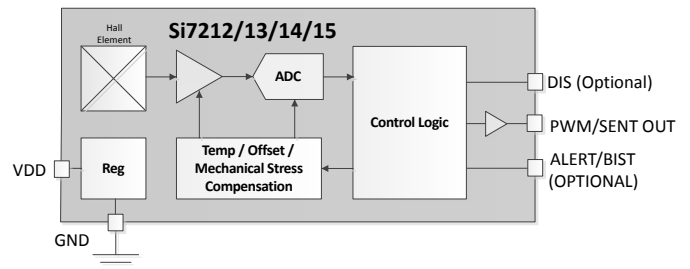 Si7212/13/14/15
Hall
Element
ADC
Control Logic
DIS (Optional)
PWM/SENT OUT
ALERT/BIST
(OPTIONAL)
Temp / Offset /
Mechanical Stress
Compensation
Reg
VDD
GND